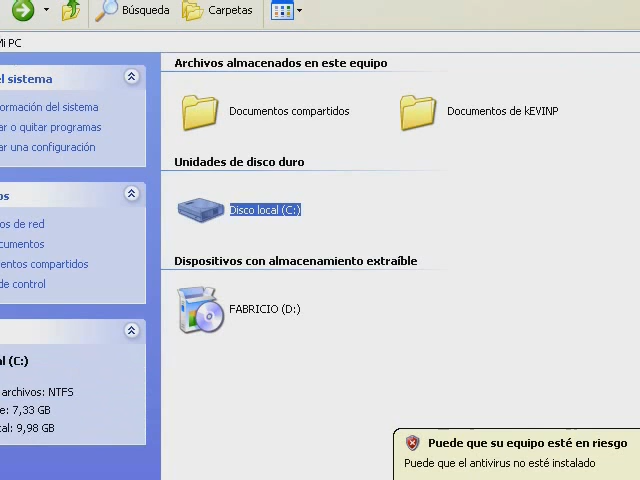 Búsqueda Carpetas
Mi PC
el sistema
ormación del sistema
ar o quitar programas
ar una configuración
os
os de red
cumentos
entos compartidos
de control
al (C:)
archivos: NTFS
e: 7,33 GB
tal: 9,98 GB
Archivos almacenados en este equipo
Documentos compartidos Documentos de kEVINP
Unidades de disco duro
Disco local (C:)
Dispositivos con almacenamiento extraíble
FABRICIO (D:)
Puede que su equipo esté en riesgo
Puede que el antivirus no esté instalado